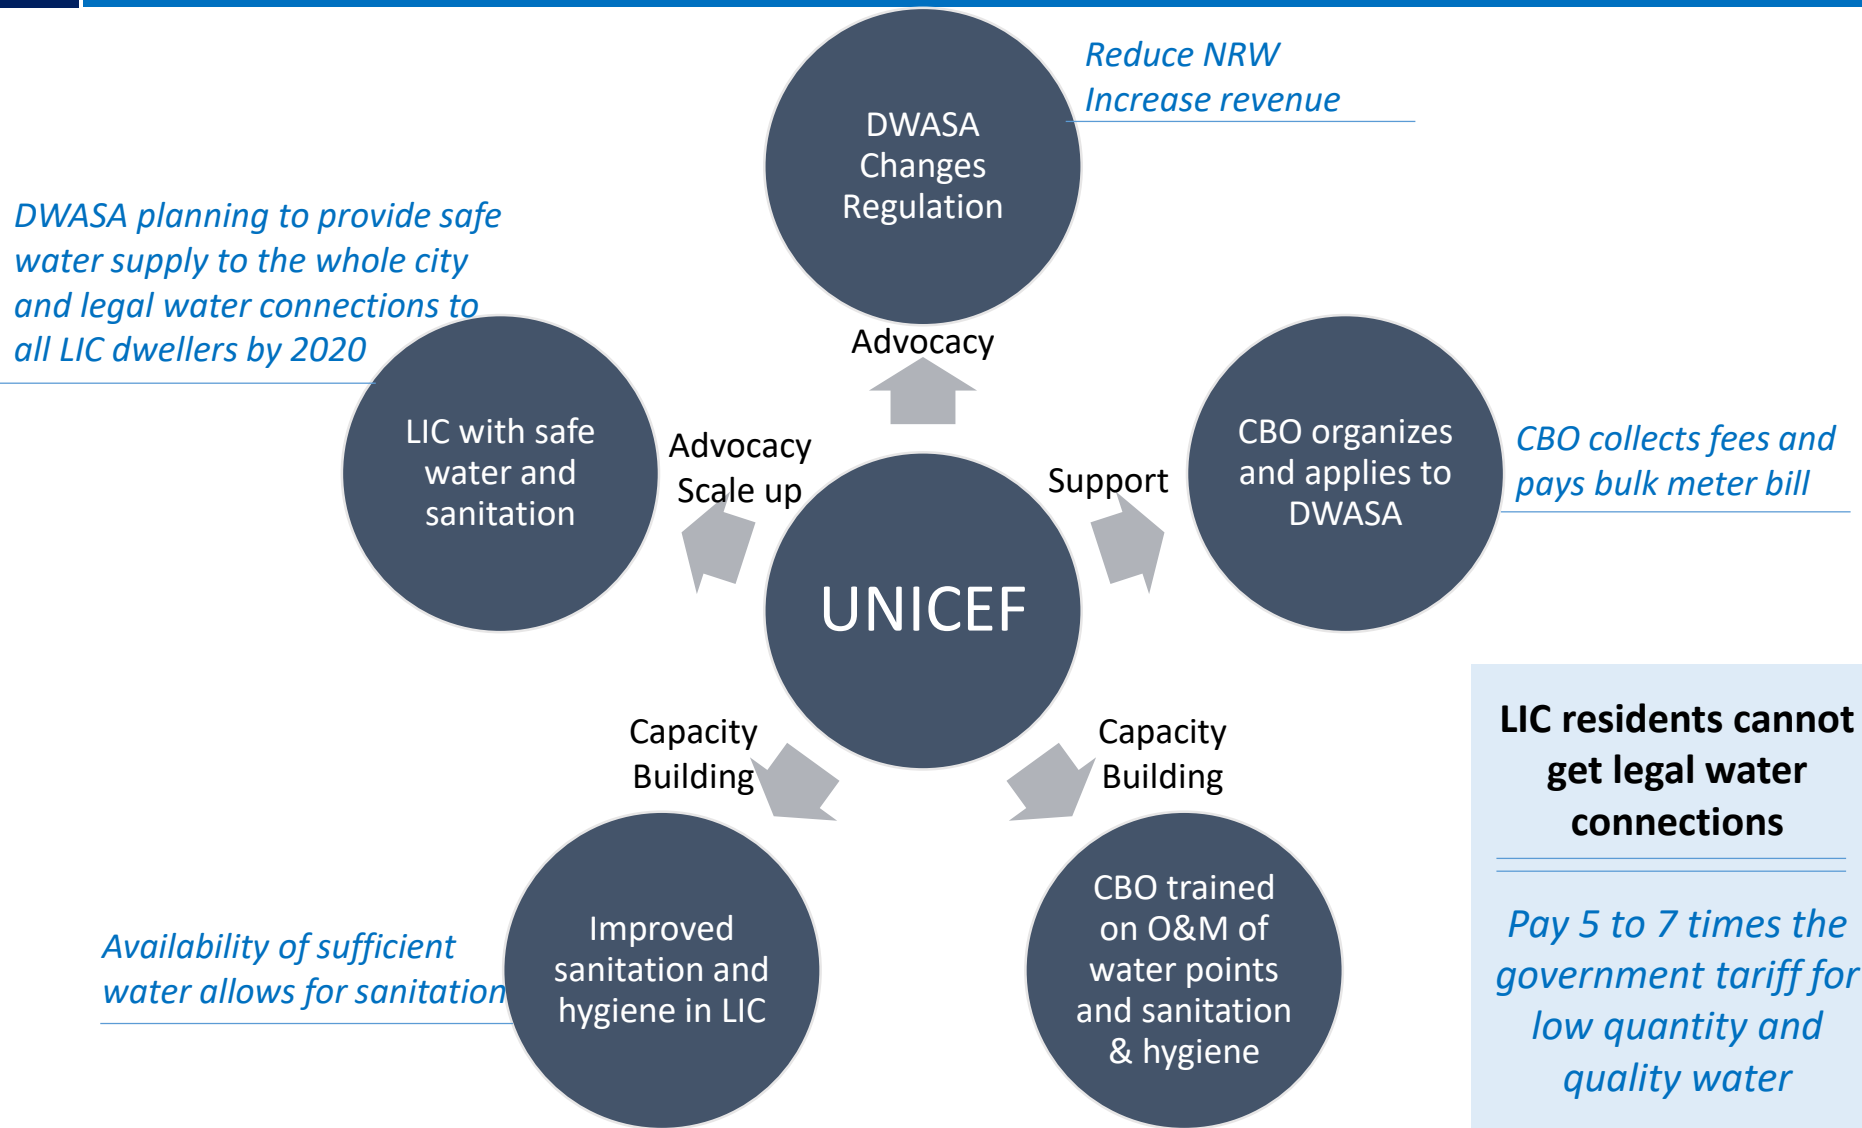 Reduce NRW
Increase revenue
DWASA
Changes
Regulation
DWASA planning to provide safe
water supply to the whole city
and legal water connections to
all LIC dwellers by 2020
Advocacy
LIC with safe
water and
sanitation
Advocacy
Scale up
Support
CBO organizes
and applies to
DWASA
CBO collects fees and
pays bulk meter bill
UNICEF
Capacity
Building
Capacity
Building
LIC residents cannot
get legal water
connections
Pay 5 to 7 times the
government tariff for
low quantity and
quality water
Availability of sufficient
water allows for sanitation
Improved
sanitation and
hygiene in LIC
CBO trained
on O&M of
water points
and sanitation
& hygiene